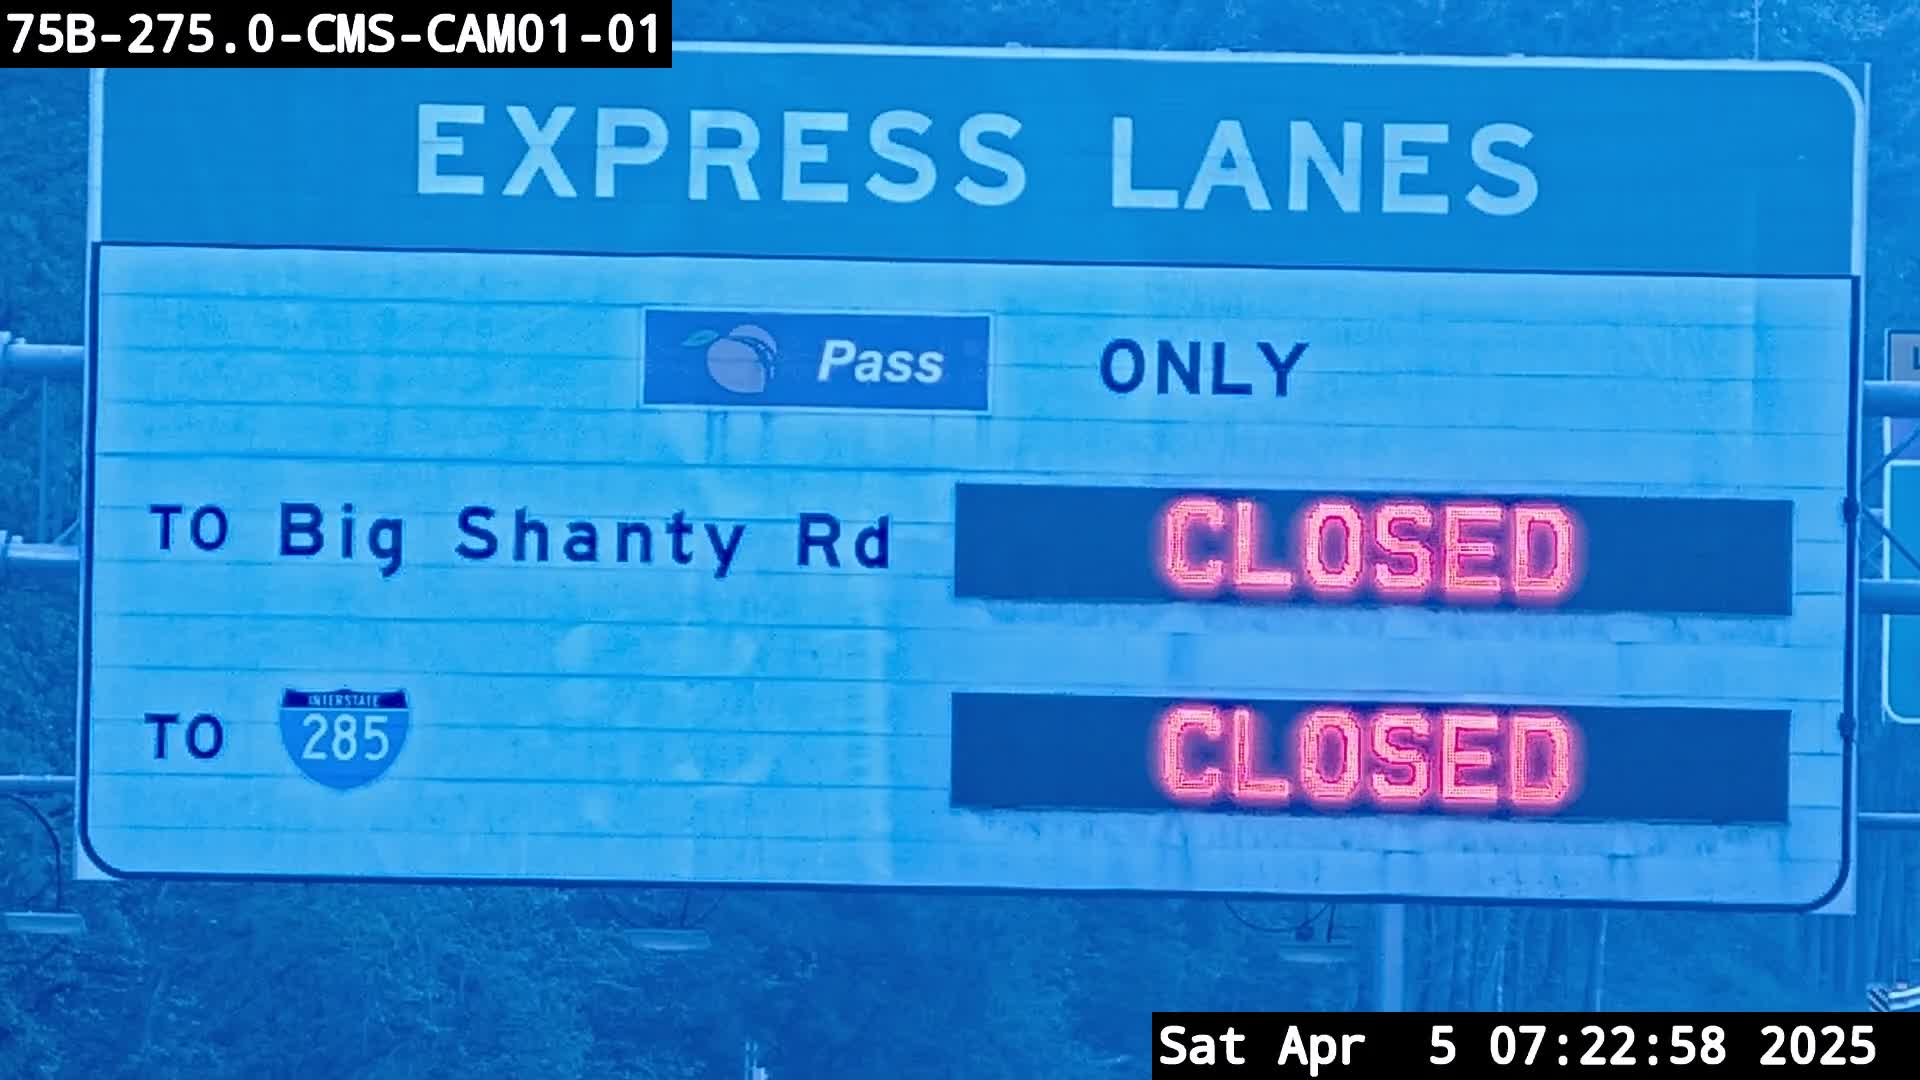 75B-275.0-CMS-CAM01-01
EXPRESS LANES
Pass ONLY
TO Big Shanty Rd CLOSED
TO INTERSTATE 285 CLOSED
Sat Apr 5 07:22:58 2025